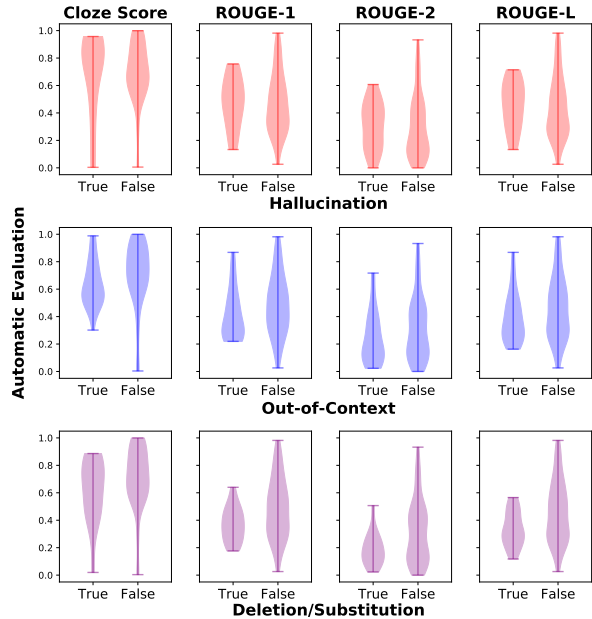 Cloze Score ROUGE-1 ROUGE-2 ROUGE-L
1.0
0.8
0.6
0.4
0.2
0.0
True False True False True False True False
Hallucination
Automatic Evaluation
1.0
0.8
0.6
0.4
0.2
0.0
True False True False True False True False
Out-of-Context
1.0
0.8
0.6
0.4
0.2
0.0
True False True False True False True False
Deletion/Substitution